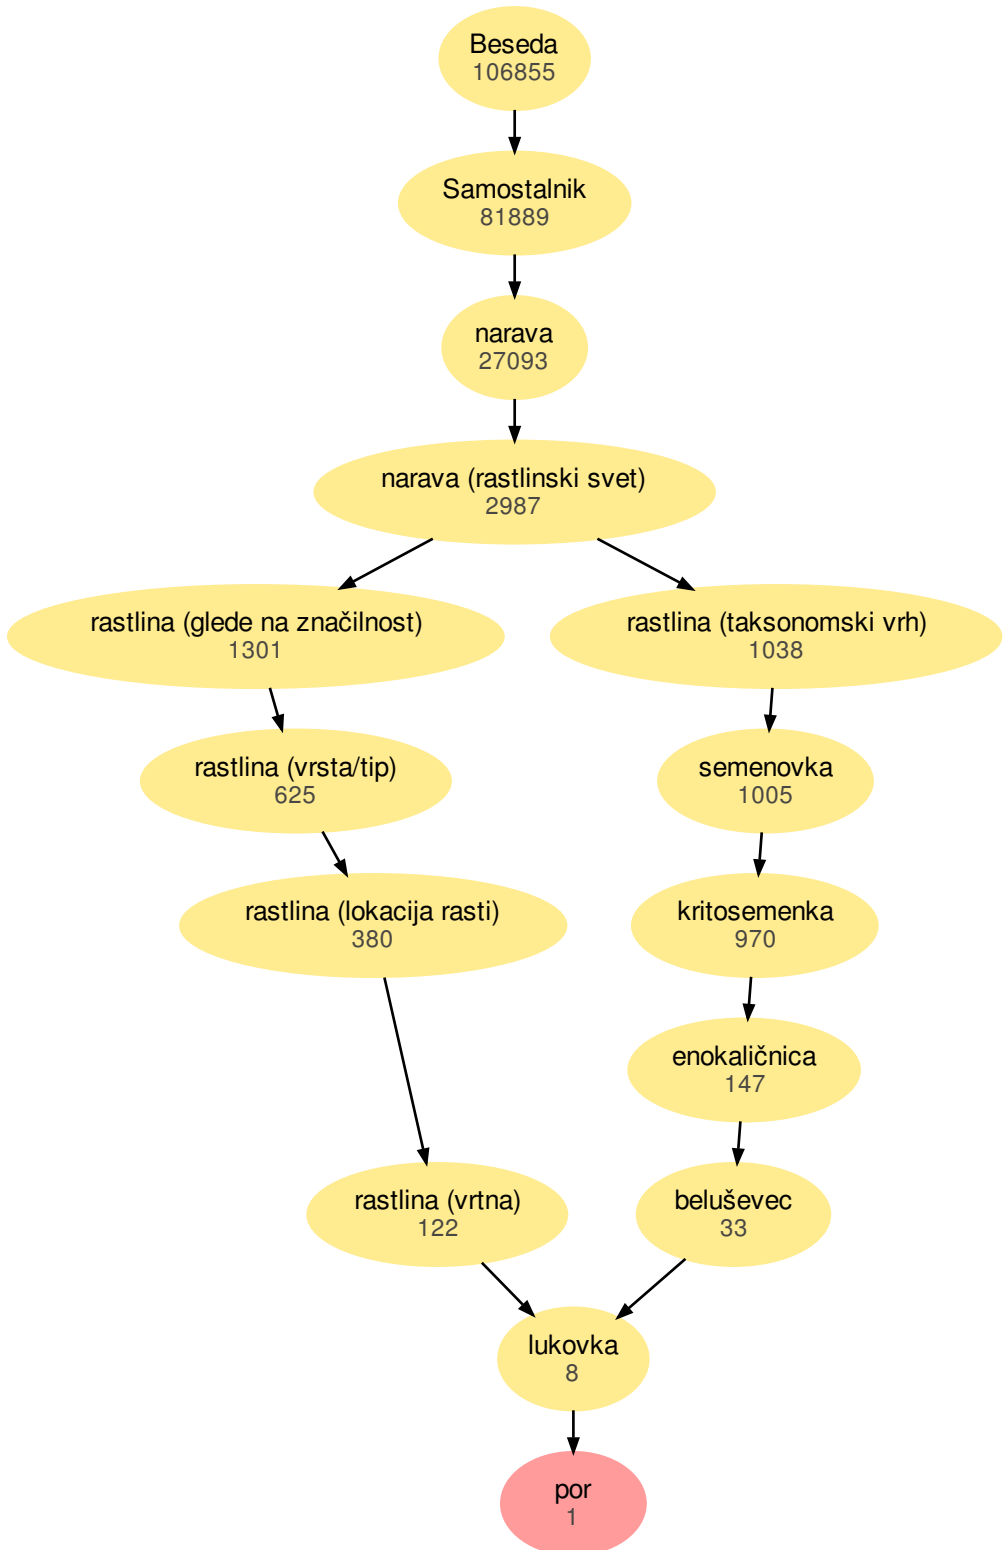 Beseda
106855
Samostalnik
81889
narava
27093
narava (rastlinski svet)
2987
rastlina (glede na značilnost)
1301
rastlina (taksonomski vrh)
1038
rastlina (vrsta/tip)
625
semenovka
1005
rastlina (lokacija rasti)
380
kritosemenka
970
enokaličnica
147
rastlina (vrtna)
122
beluševec
33
lukovka
8
por
1